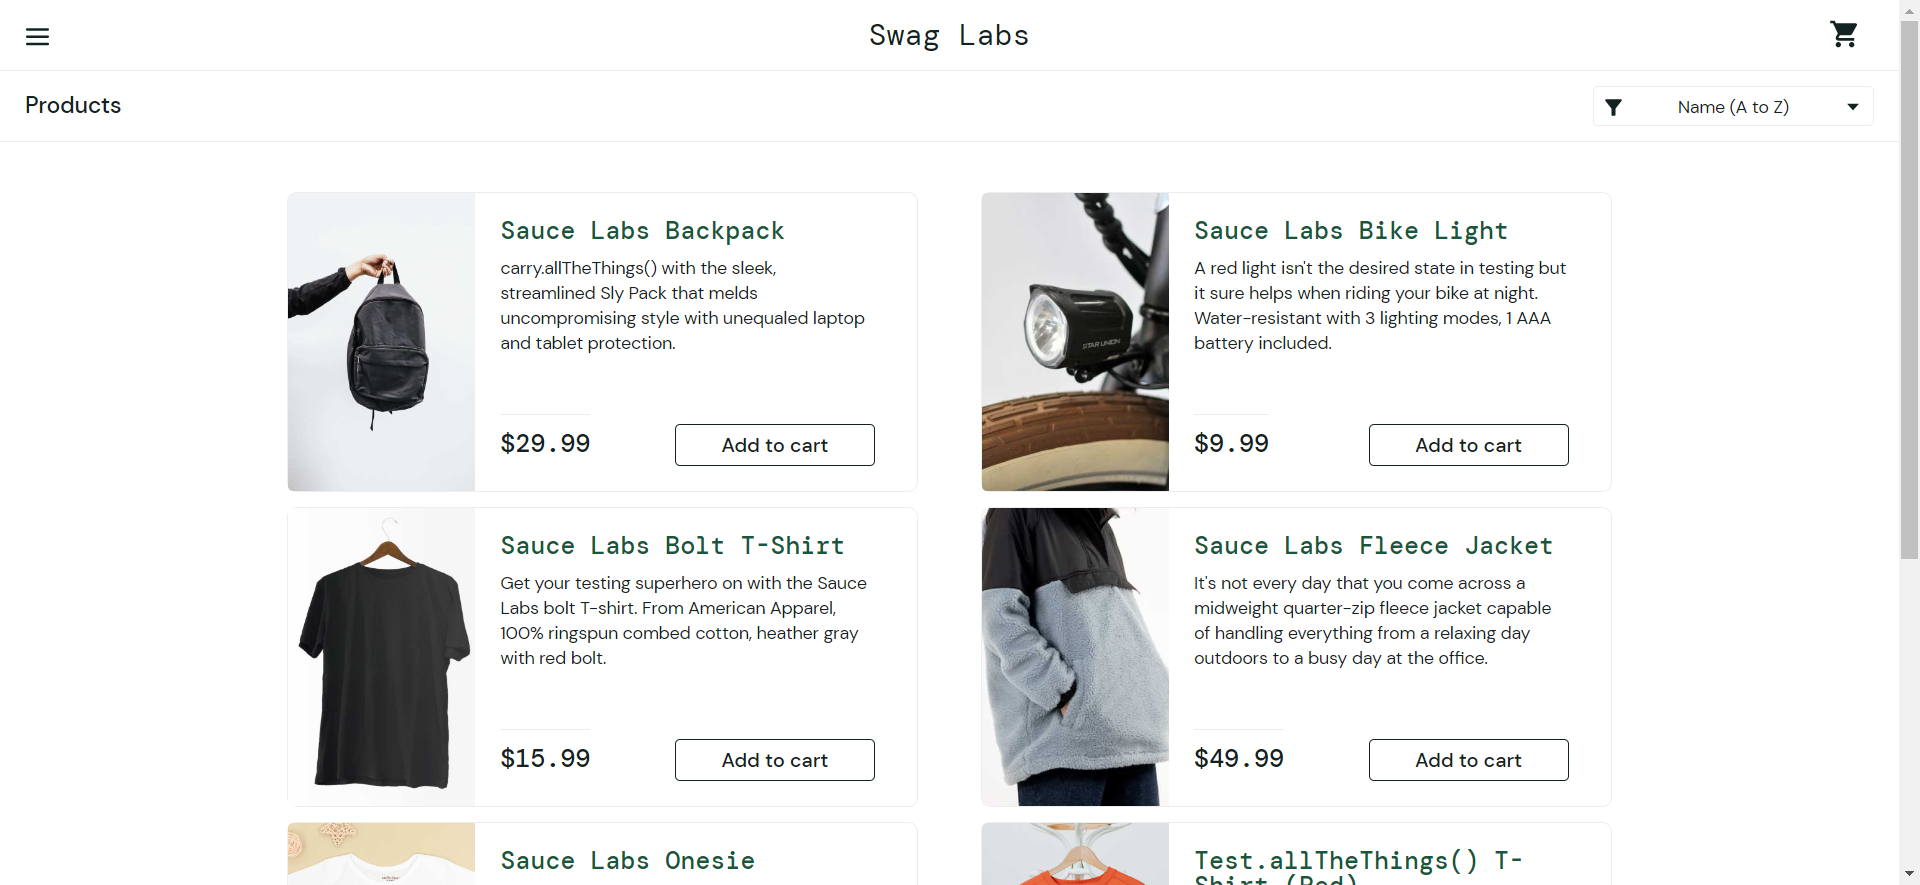 Swag Labs
Products
Name (A to Z)
Sauce Labs Backpack
carry.allTheThings() with the sleek,
streamlined Sly Pack that melds
uncompromising style with unequaled laptop
and tablet protection.
$29.99
Add to cart
STAR UNION
Sauce Labs Bike Light
A red light isn't the desired state in testing but
it sure helps when riding your bike at night.
Water-resistant with 3 lighting modes, 1 AAA
battery included.
$9.99
Add to cart
Sauce Labs Bolt T-Shirt
Get your testing superhero on with the Sauce
Labs bolt T-shirt. From American Apparel,
100% ringspun combed cotton, heather gray
with red bolt.
$15.99
Add to cart
Sauce Labs Fleece Jacket
It's not every day that you come across a
midweight quarter-zip fleece jacket capable
of handling everything from a relaxing day
outdoors to a busy day at the office.
$49.99
Add to cart
Sauce Labs Onesie
Test.allTheThings() T-
Shirt (Red)